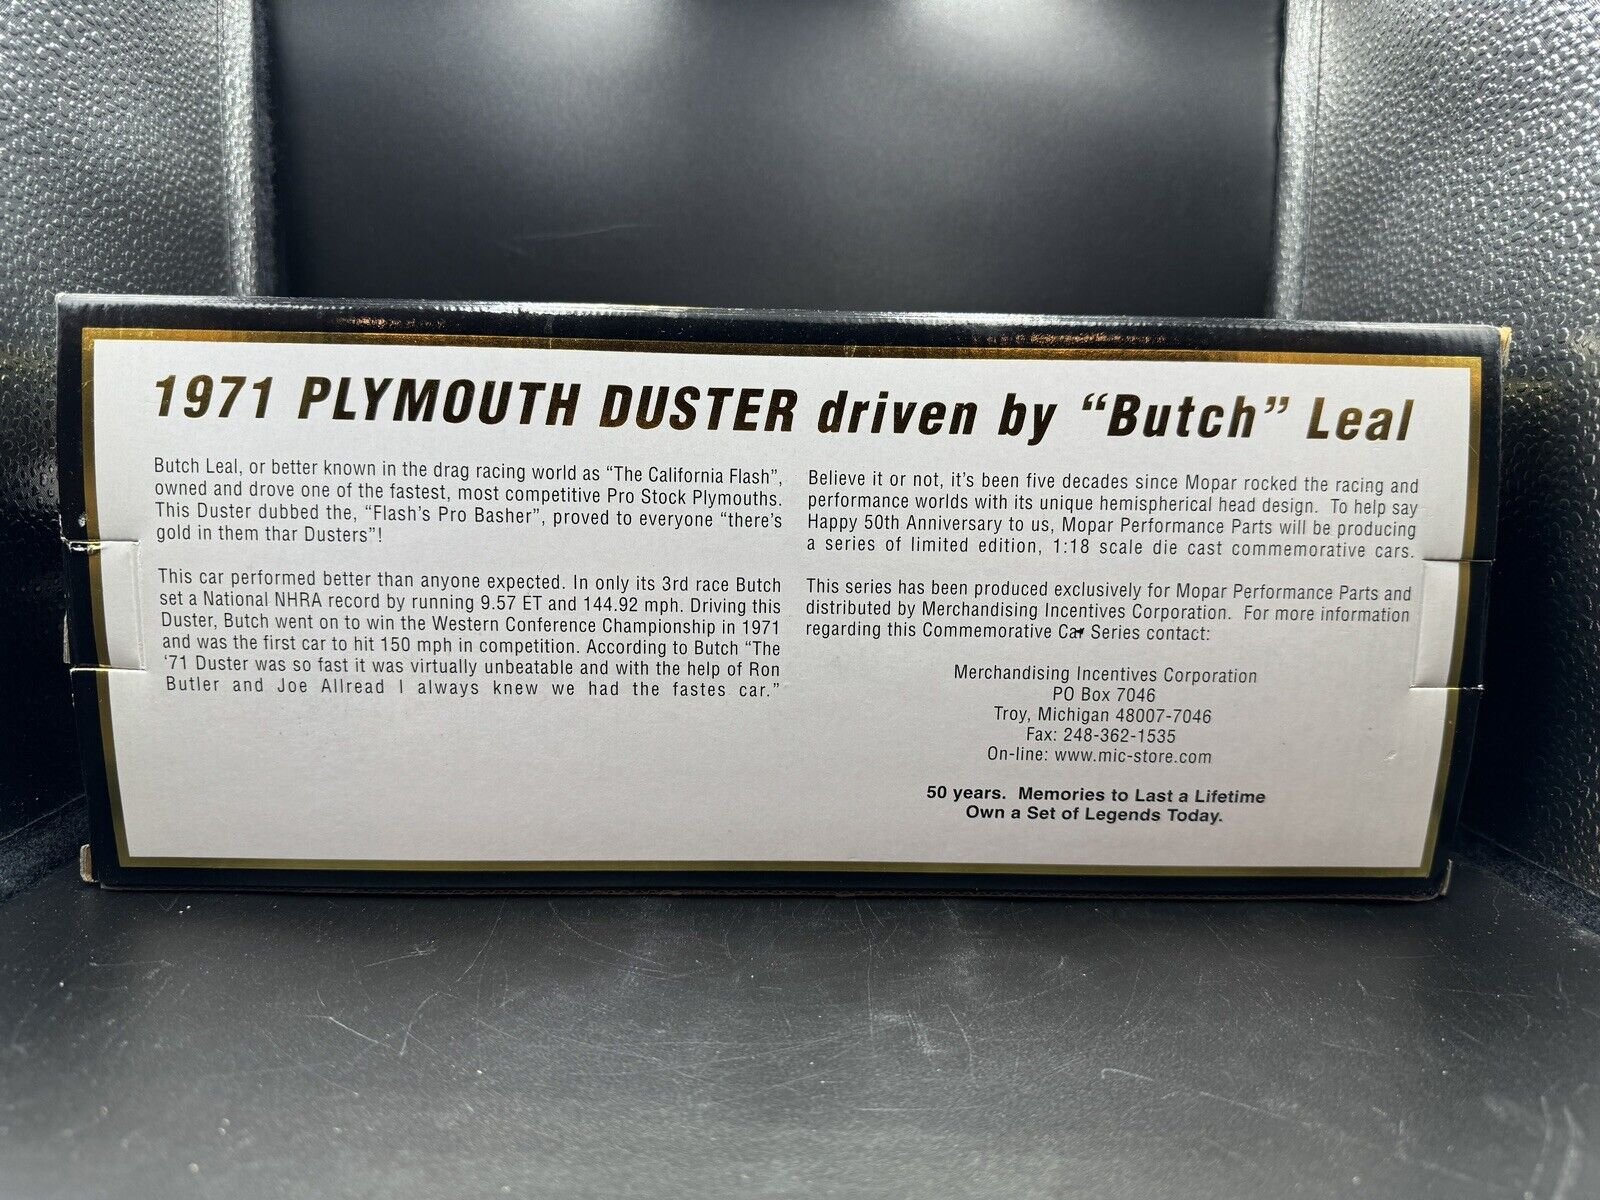 1971 PLYMOUTH DUSTER driven by “Butch” Leal
Butch Leal, or better known in the drag racing world as “The California Flash”,
owned and drove one of the fastest, most competitive Pro Stock Plymouths.
This Duster dubbed the, “Flash’s Pro Basher”, proved to everyone “there’s
gold in them thar Dusters”!
This car performed better than anyone expected. In only its 3rd race Butch
set a National NHRA record by running 9.57 ET and 144.92 mph. Driving this
Duster, Butch went on to win the Western Conference Championship in 1971
and was the first car to hit 150 mph in competition. According to Butch “The
‘71 Duster was so fast it was virtually unbeatable and with the help of Ron
Butler and Joe Allread I always knew we had the fastes car.”
Believe it or not, it’s been five decades since Mopar rocked the racing and
performance worlds with its unique hemispherical head design. To help say
Happy 50th Anniversary to us, Mopar Performance Parts will be producing
a series of limited edition, 1:18 scale die cast commemorative cars.
This series has been produced exclusively for Mopar Performance Parts and
distributed by Merchandising Incentives Corporation. For more information
regarding this Commemorative Car Series contact:
Merchandising Incentives Corporation
PO Box 7046
Troy, Michigan 48007-7046
Fax: 248-362-1535
On-line: www.mic-store.com
50 years. Memories to Last a Lifetime
Own a Set of Legends Today.